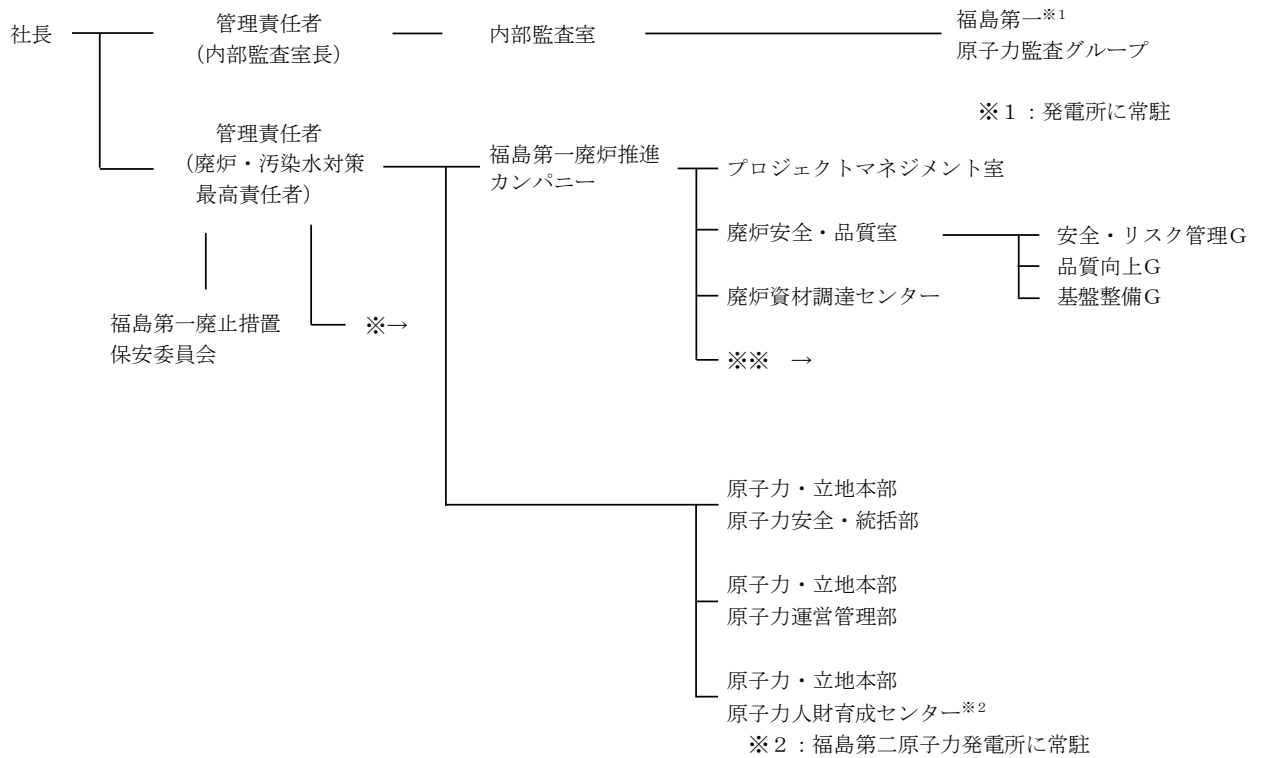 社長
管理責任者
(内部監査室長)
内部監査室
福島第一※1
原子力監査グループ
※1:発電所に常駐
管理責任者
(廃炉・汚染水対策
最高責任者)
福島第一廃炉推進
カンパニー
プロジェクトマネジメント室
廃炉安全・品質室
安全・リスク管理G
品質向上G
基盤整備G
廃炉資材調達センター
福島第一廃止措置
保安委員会
※→
※※ →
原子力・立地本部
原子力安全・統括部
原子力・立地本部
原子力運営管理部
原子力・立地本部
原子力人財育成センター※2
※2:福島第二原子力発電所に常駐